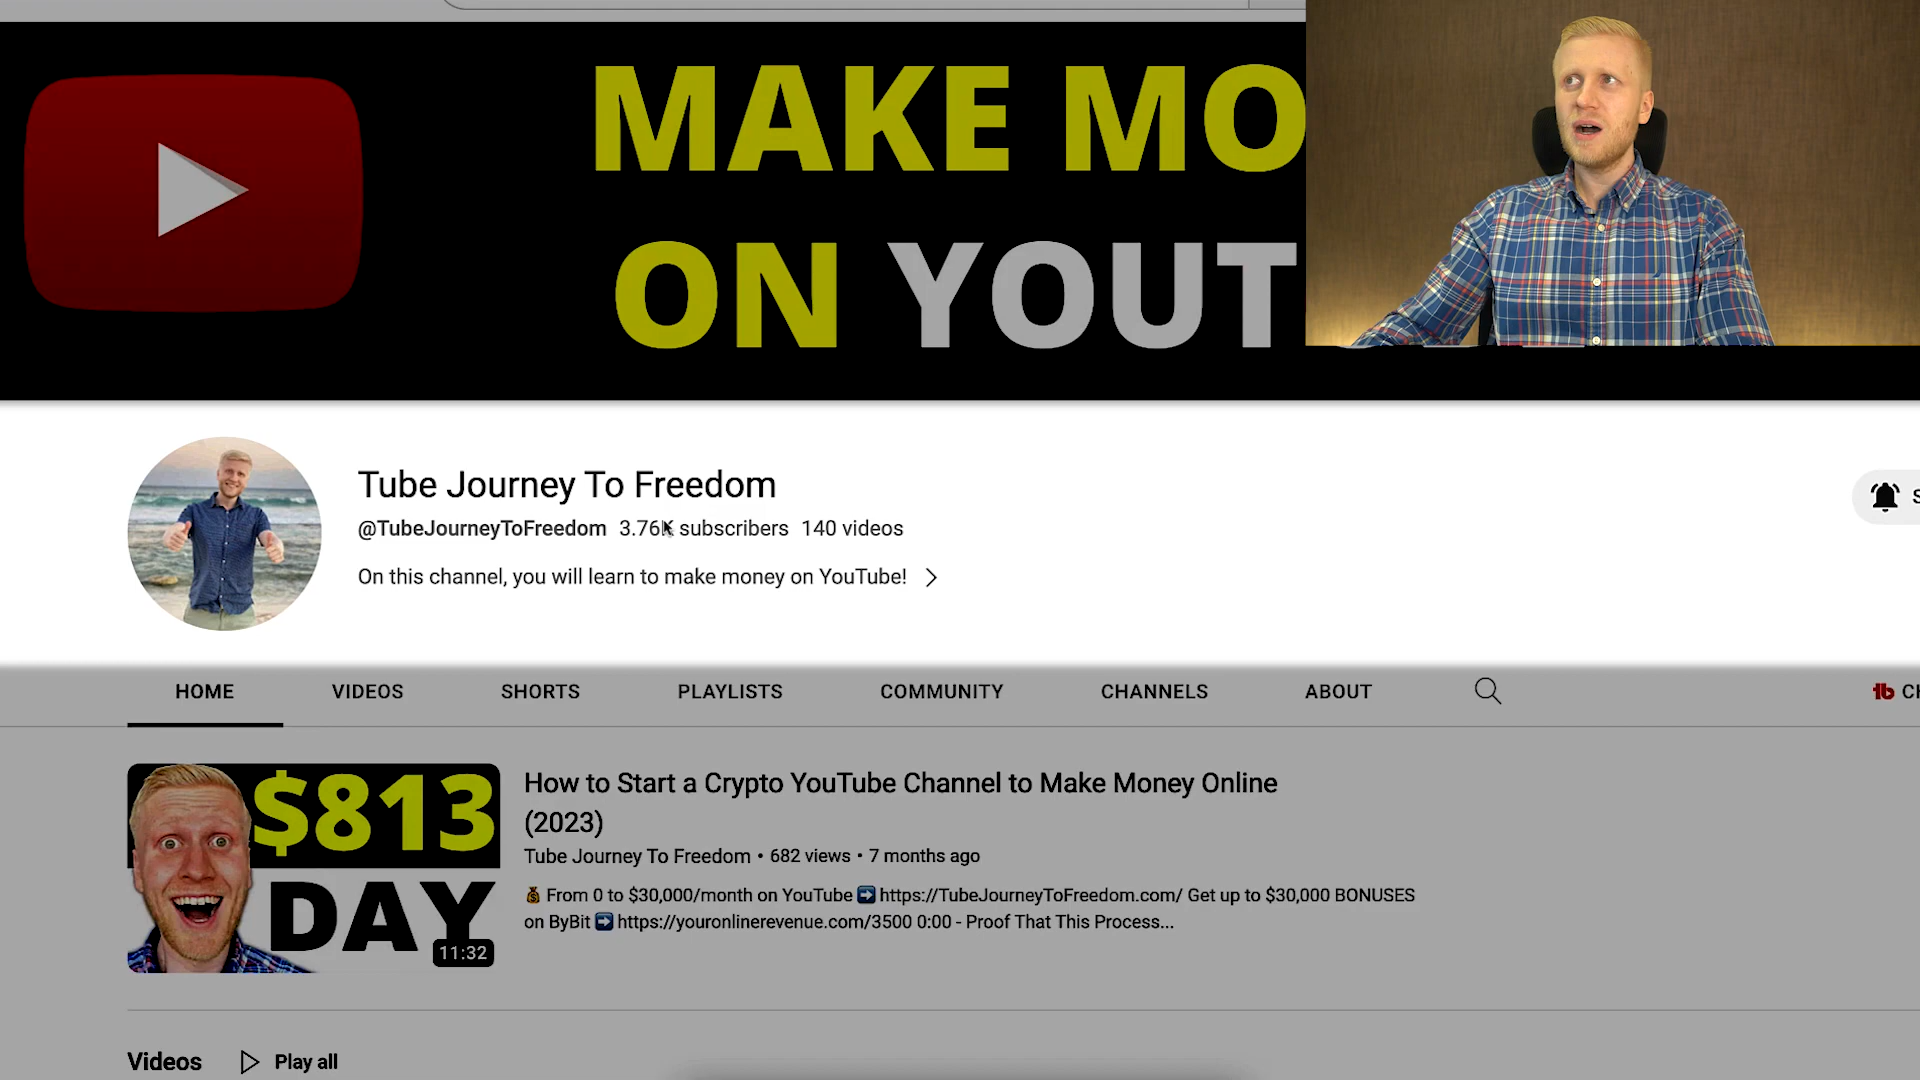 MAKE MO
ON YOUT
Tube Journey To Freedom
@TubeJourneyToFreedom 3.76K subscribers 140 videos
On this channel, you will learn to make money on YouTube!
S
HOME VIDEOS SHORTS PLAYLISTS COMMUNITY CHANNELS ABOUT
tb CH
$813
DAY
11:32
How to Start a Crypto YouTube Channel to Make Money Online
(2023)
Tube Journey To Freedom • 682 views • 7 months ago
💰 From 0 to $30,000/month on YouTube ➡️ https://TubeJourneyToFreedom.com/ Get up to $30,000 BONUSES
on ByBit ➡️ https://youronlinerevenue.com/3500 0:00 - Proof That This Process...
Videos Play all